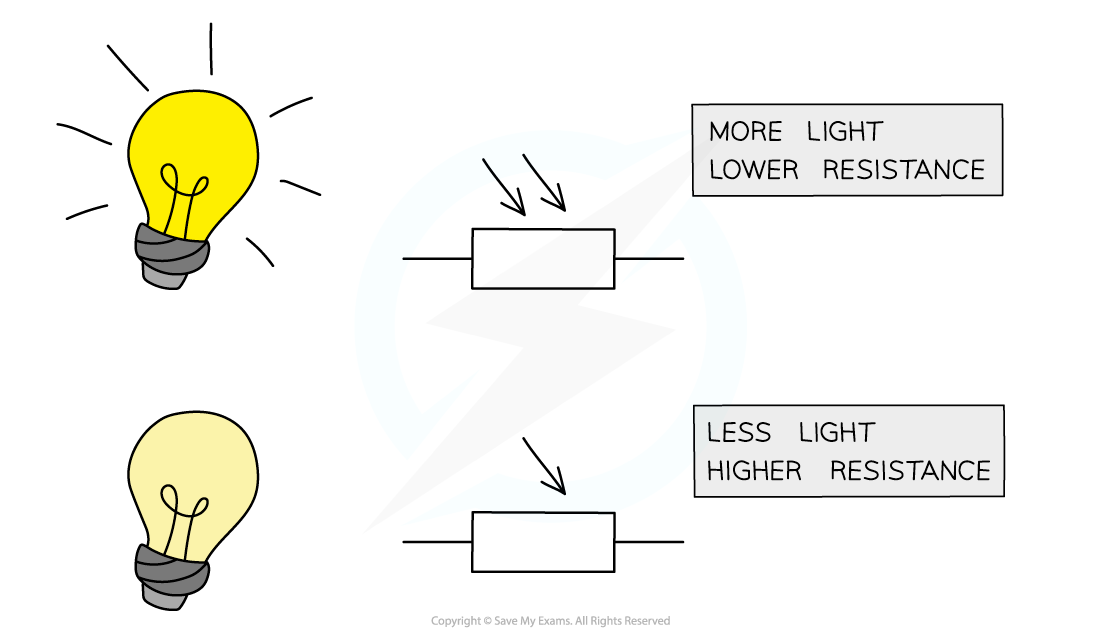 MORE LIGHT
LOWER RESISTANCE
LESS LIGHT
HIGHER RESISTANCE
Copyright © Save My Exams. All Rights Reserved